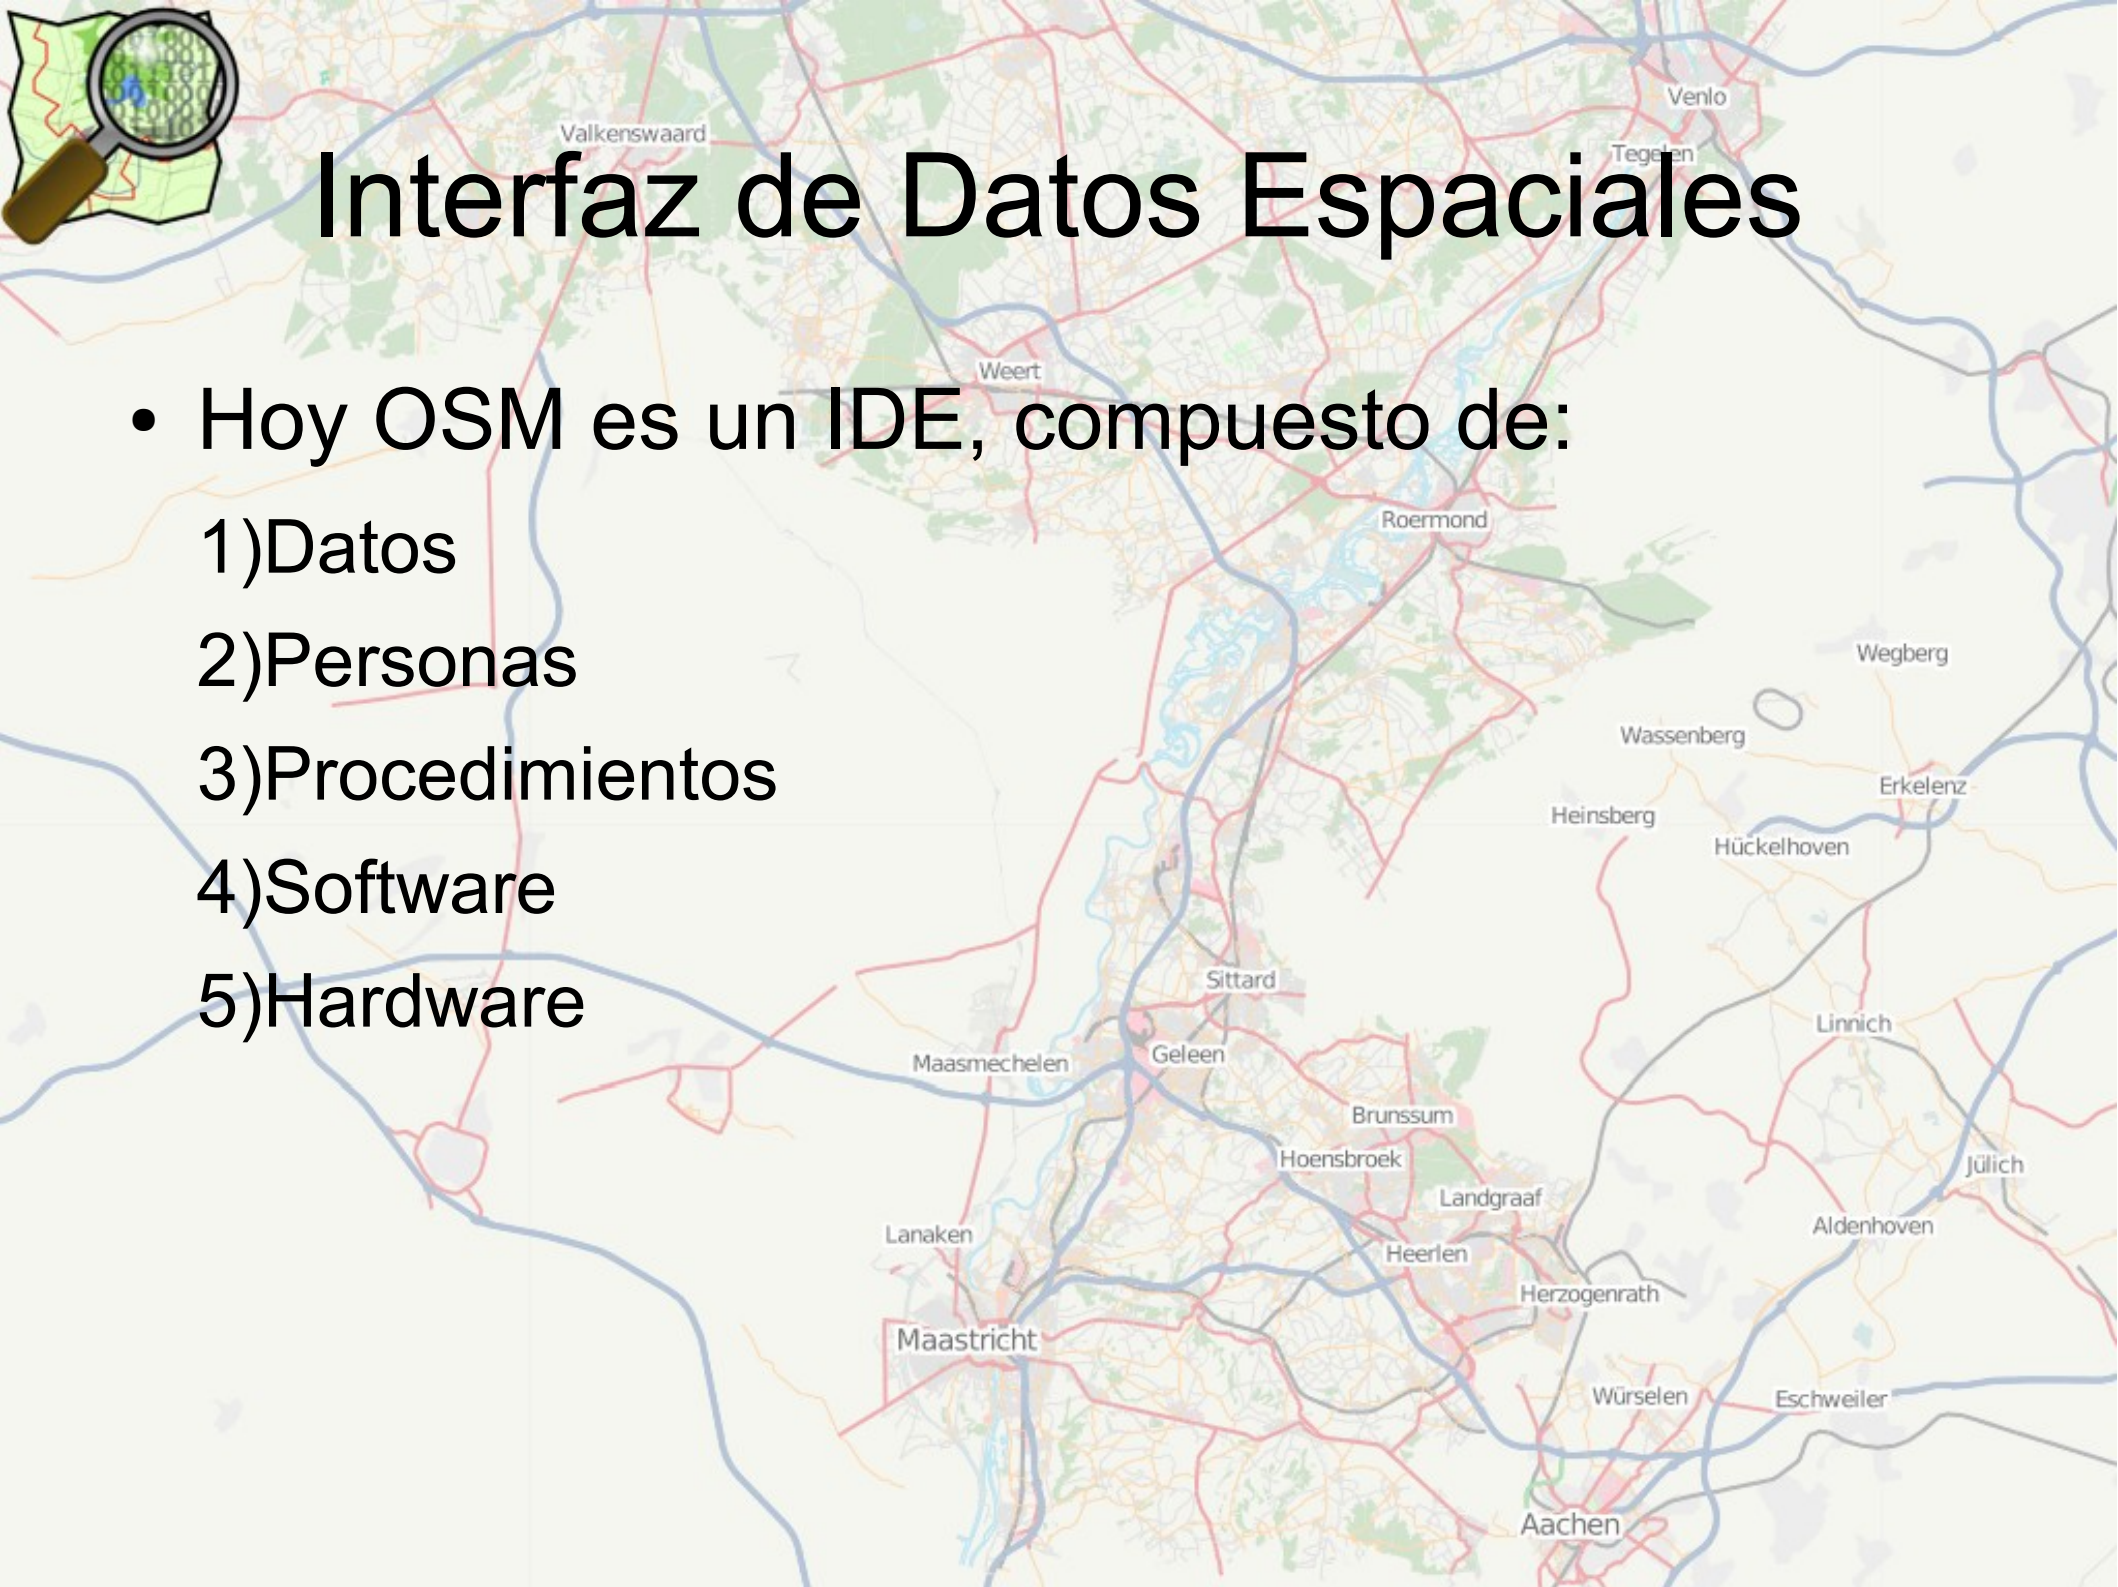 Venlo
Valkenswaard
Tegelen
Interfaz de Datos Espaciales
Weert
• Hoy OSM es un IDE, compuesto de:
Roermond
1)Datos
2)Personas
Wegberg
Wassenberg
3)Procedimientos
Erkelenz
Heinsberg
Hückelhoven
4)Software
Sittard
5)Hardware
Linnich
Geleen
Maasmechelen
Brunssum
Hoensbroek
Jülich
Landgraaf
Aldenhoven
Lanaken
Heerlen
Herzogenrath
Maastricht
Würselen
Eschweiler
Aachen